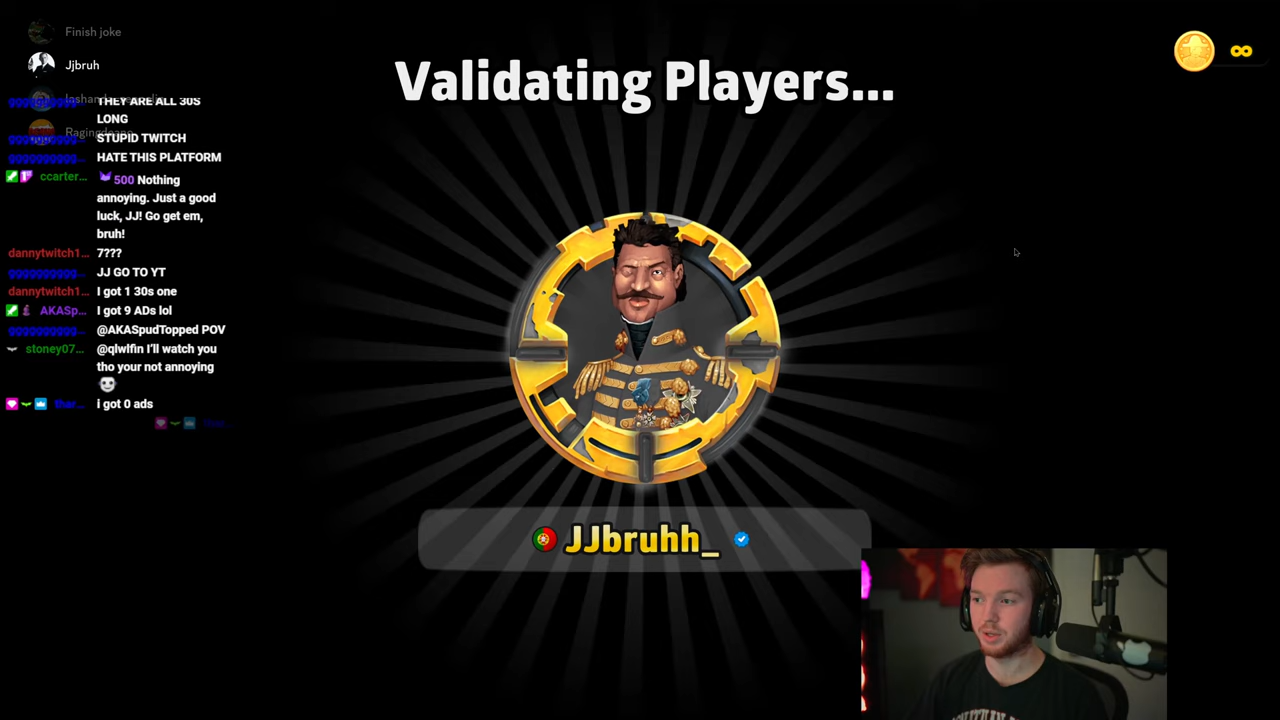 Finish joke
Jjbruh
Validating Players...
∞
THEY ARE ALL 30S
LONG
STUPID TWITCH
HATE THIS PLATFORM
ccarter... 500 Nothing
annoying. Just a good
luck, JJ! Go get em,
bruh!
dannytwitch1... 7???
JJ GO TO YT
dannytwitch1... I got 1 30s one
AKASp... I got 9 ADs lol
@AKASpudTopped POV
stoney07... @qlwlfin I'll watch you
tho your not annoying
thar... i got 0 ads
JJbruhh_